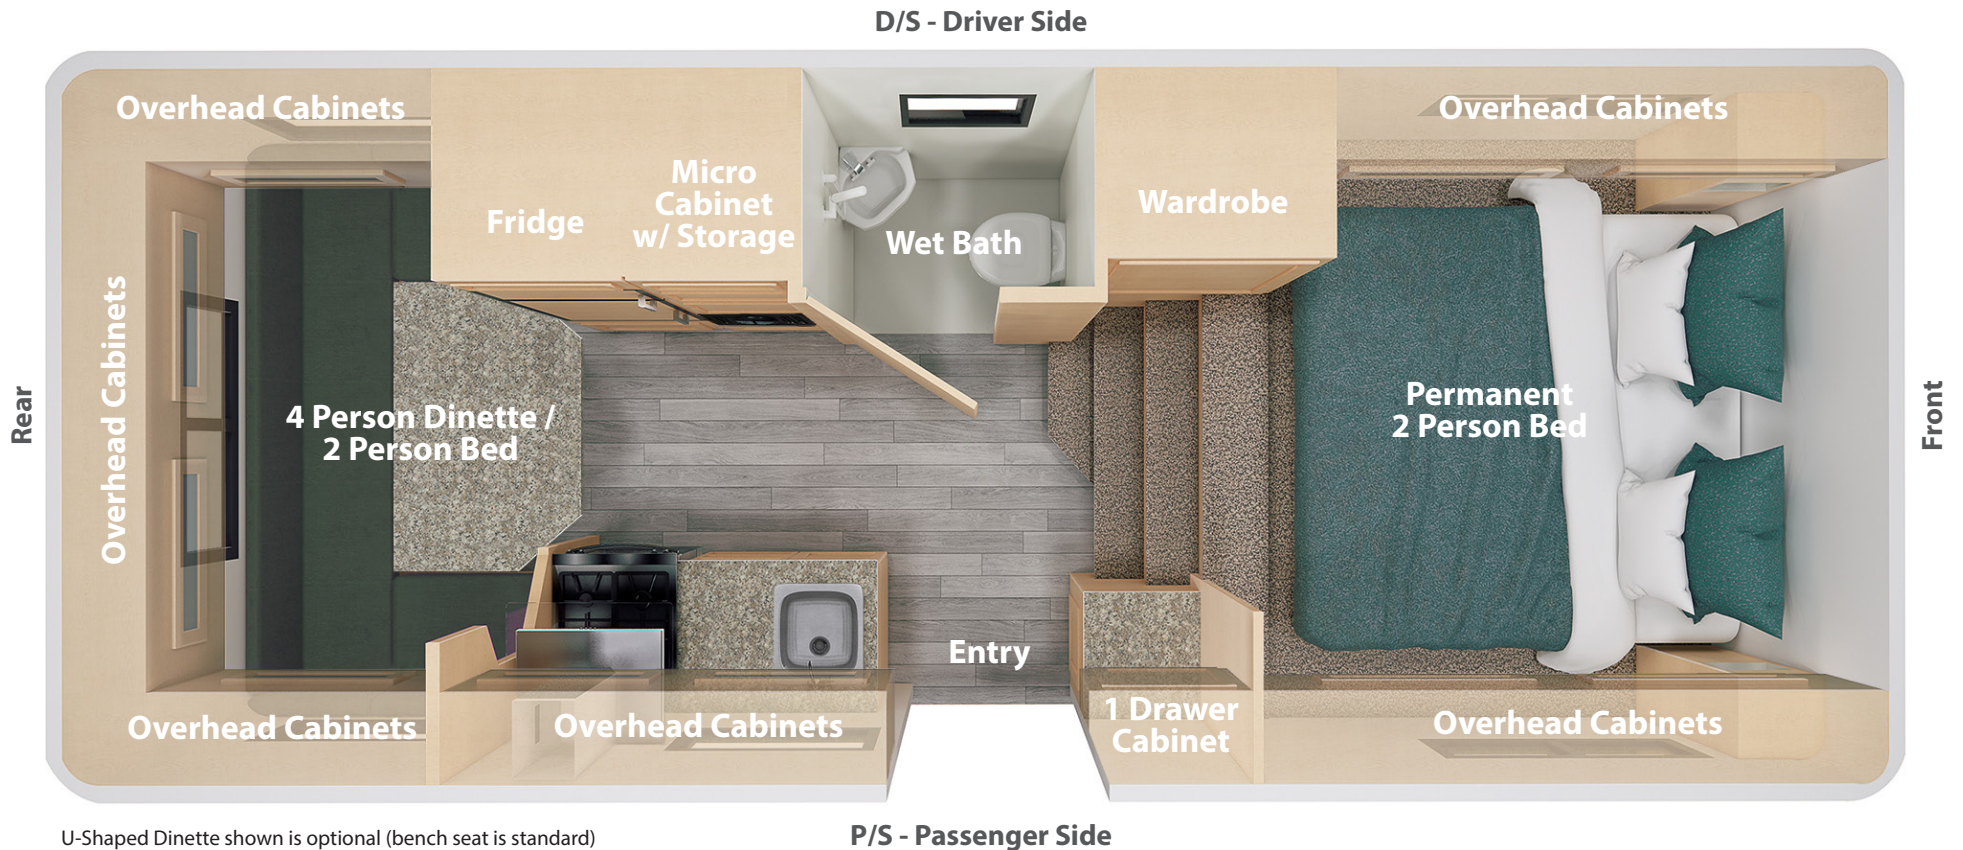 D/S - Driver Side
Overhead Cabinets
Overhead Cabinets
Micro
Cabinet
w/ Storage
Fridge
Wardrobe
Wet Bath
Overhead Cabinets
Rear
4 Person Dinette /
2 Person Bed
Permanent
2 Person Bed
Front
Entry
Overhead Cabinets
Overhead Cabinets
1 Drawer
Cabinet
Overhead Cabinets
U-Shaped Dinette shown is optional (bench seat is standard)
P/S - Passenger Side